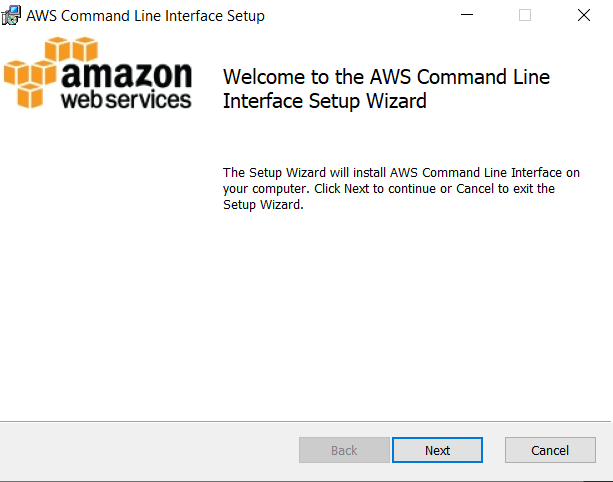 AWS Command Line Interface Setup
amazon
web services
Welcome to the AWS Command Line
Interface Setup Wizard
The Setup Wizard will install AWS Command Line Interface on
your computer. Click Next to continue or Cancel to exit the
Setup Wizard.
Back
Next
Cancel